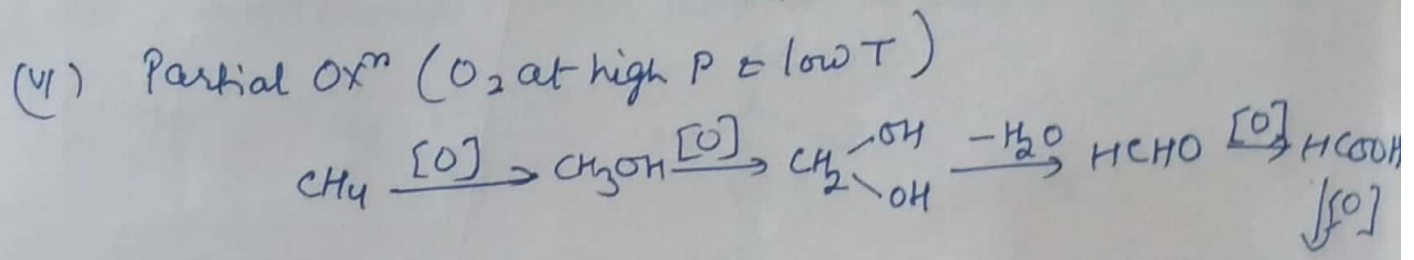 (VI) Partial Oxⁿ (O₂ at high P & low T)
CH₄ [O]→ CH₃OH [O]→ CH₂<OH OH −H₂O→ HCHO [O]→ HCOOH
↓[O]